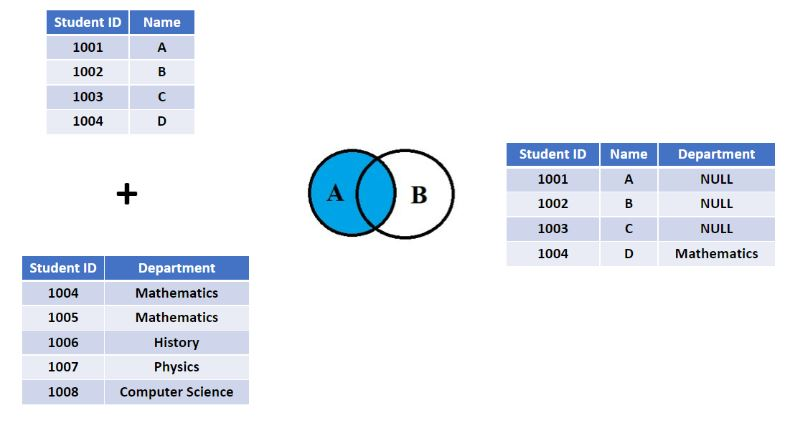 Student ID Name
1001 A
1002 B
1003 C
1004 D
+
Student ID Department
1004 Mathematics
1005 Mathematics
1006 History
1007 Physics
1008 Computer Science
A B
Student ID Name Department
1001 A NULL
1002 B NULL
1003 C NULL
1004 D Mathematics